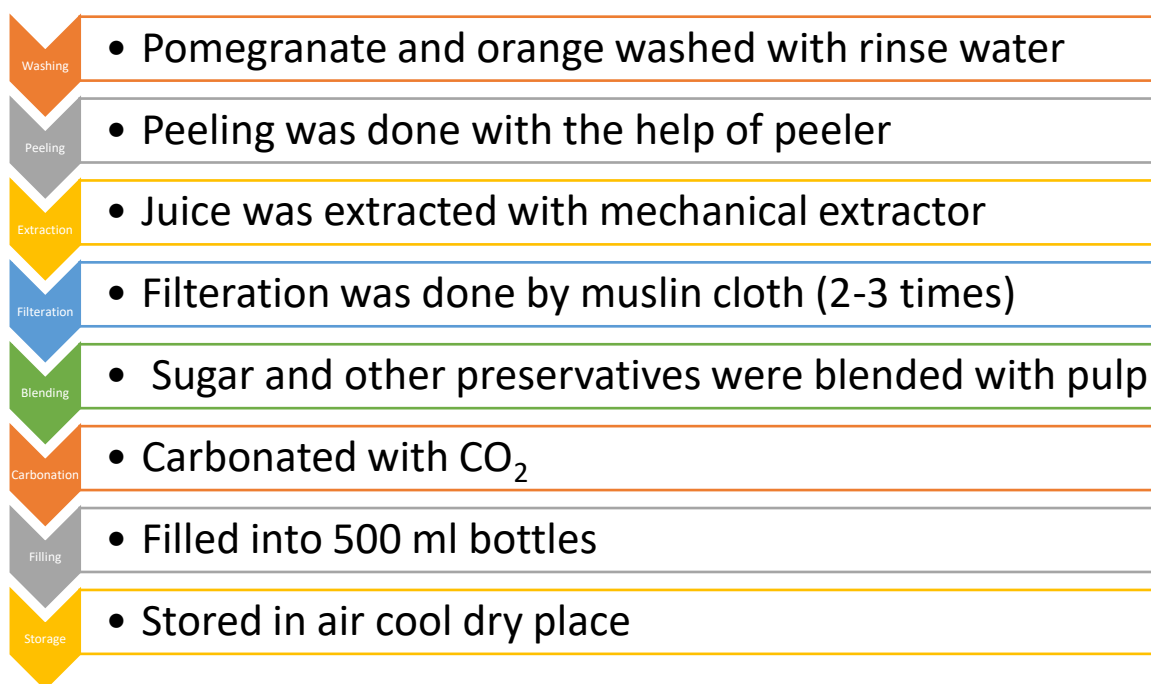 Washing
• Pomegranate and orange washed with rinse water
Peeling
• Peeling was done with the help of peeler
Extraction
• Juice was extracted with mechanical extractor
Filteration
• Filteration was done by muslin cloth (2-3 times)
Blending
• Sugar and other preservatives were blended with pulp
Carbonation
• Carbonated with CO₂
Filling
• Filled into 500 ml bottles
Storage
• Stored in air cool dry place